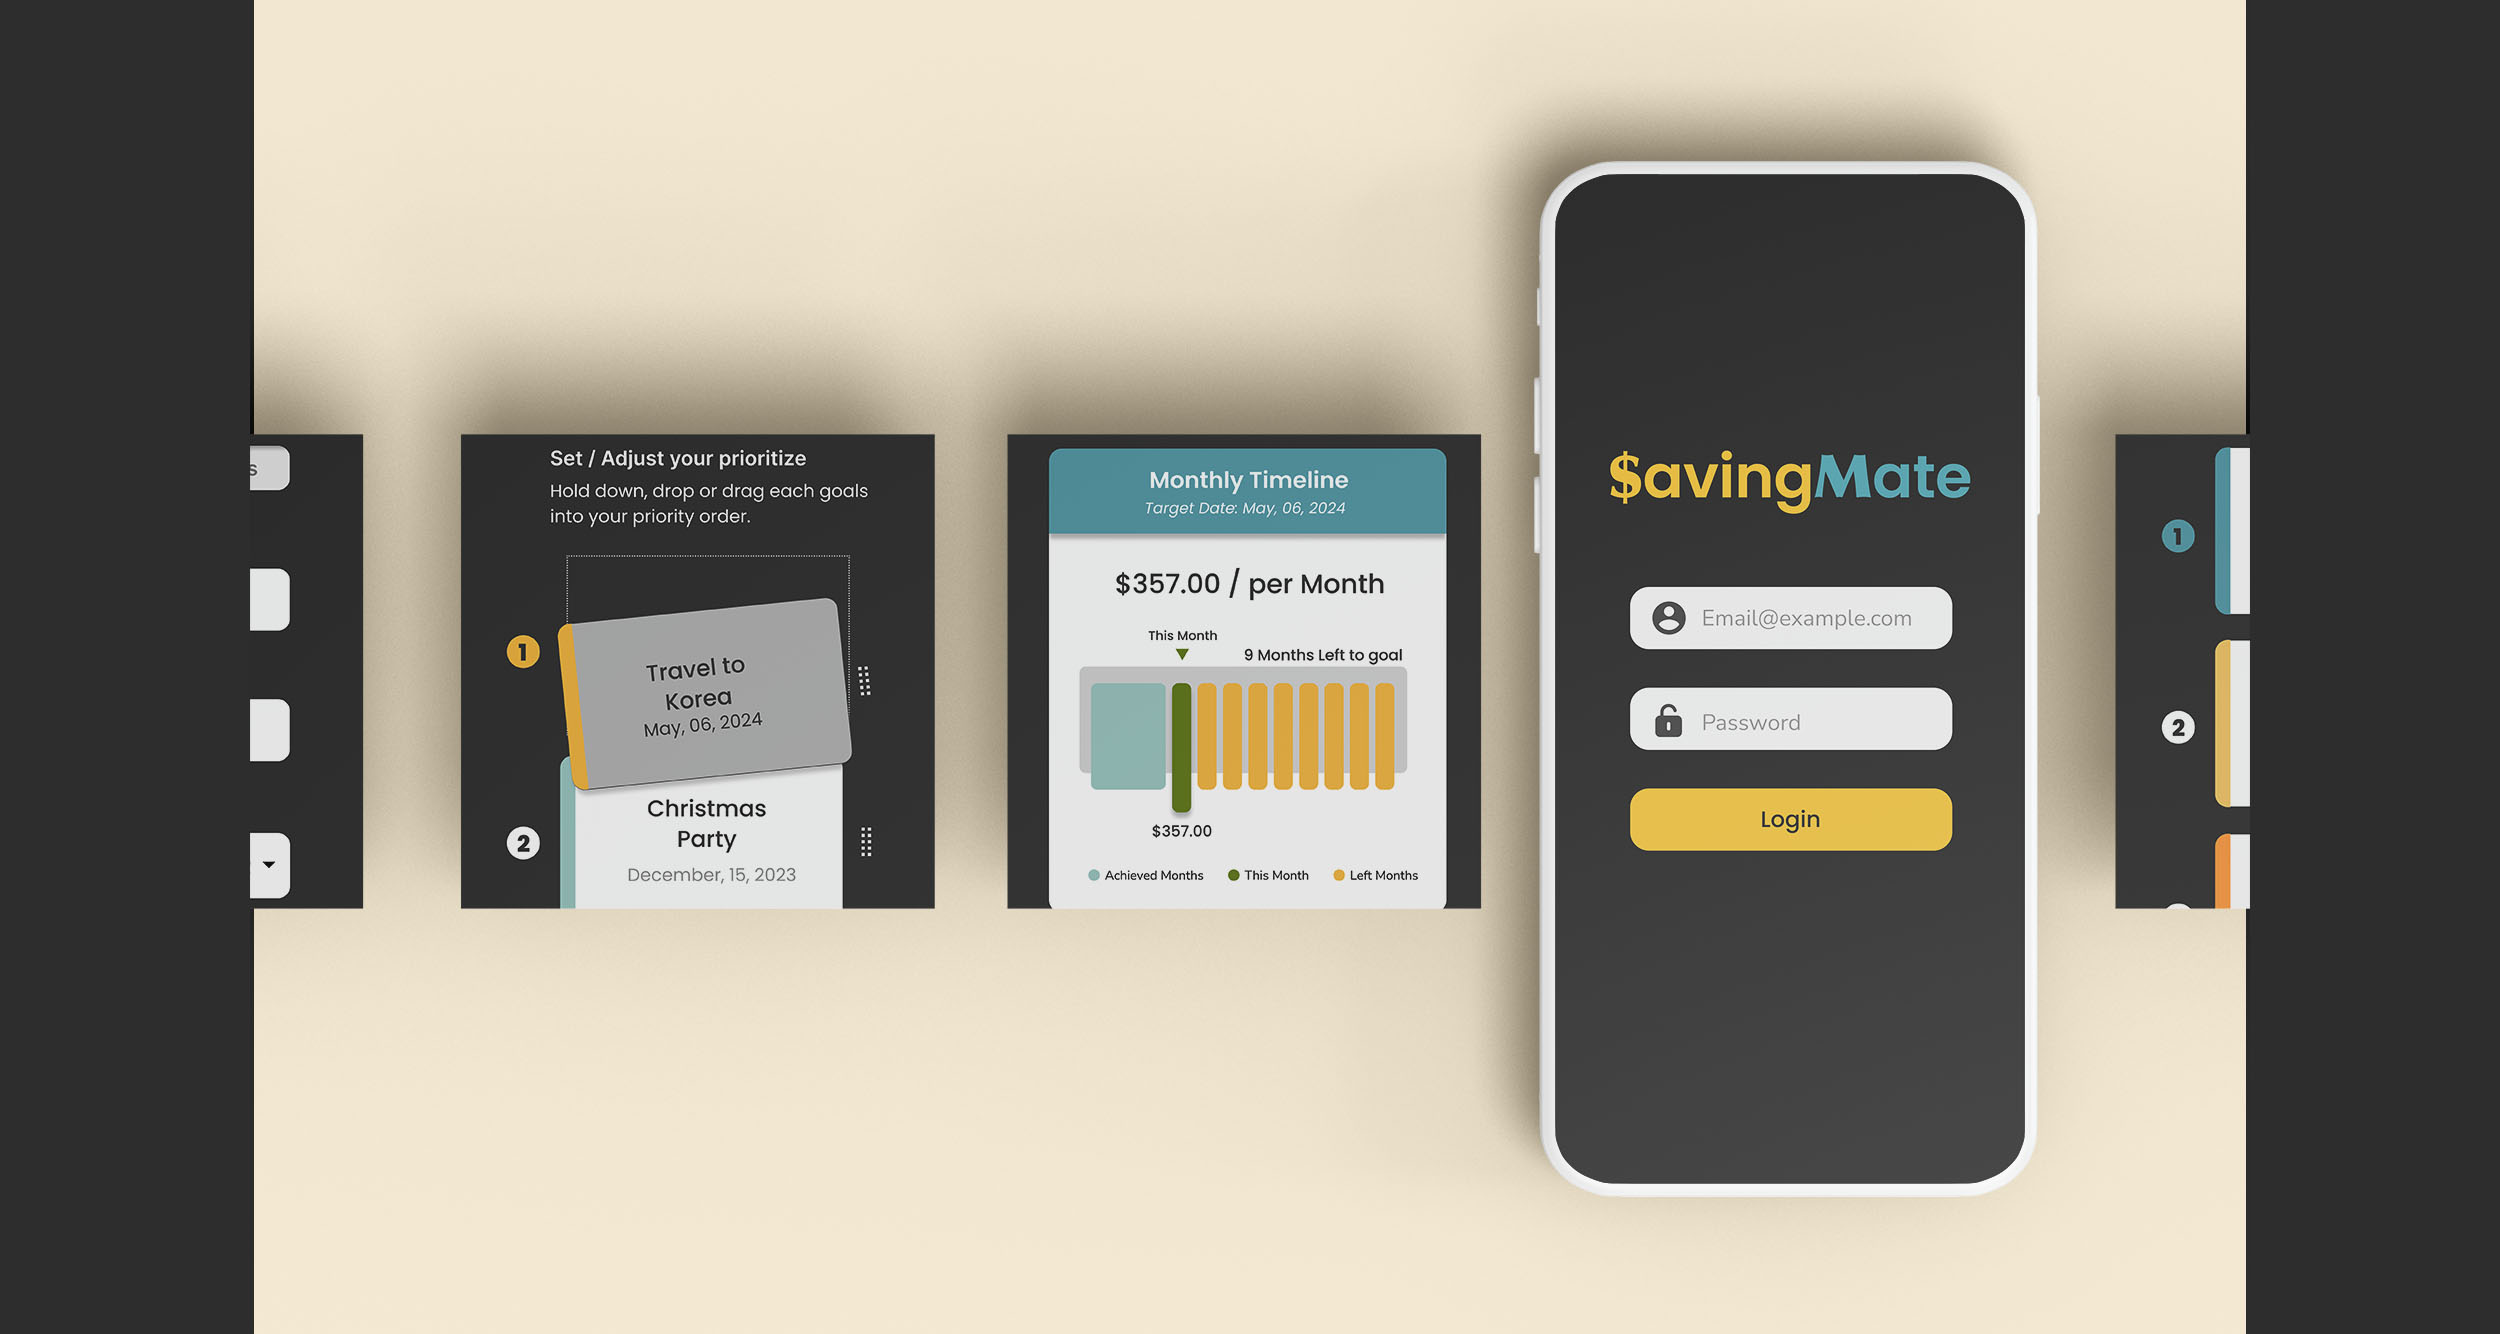 Set / Adjust your prioritize
Hold down, drop or drag each goals
into your priority order.
1
Travel to
Korea
May, 06, 2024
2
Christmas
Party
December, 15, 2023
Monthly Timeline
Target Date: May, 06, 2024
$357.00 / per Month
This Month
9 Months Left to goal
$357.00
Achieved Months
This Month
Left Months
$avingMate
Email@example.com
Password
Login
1
2